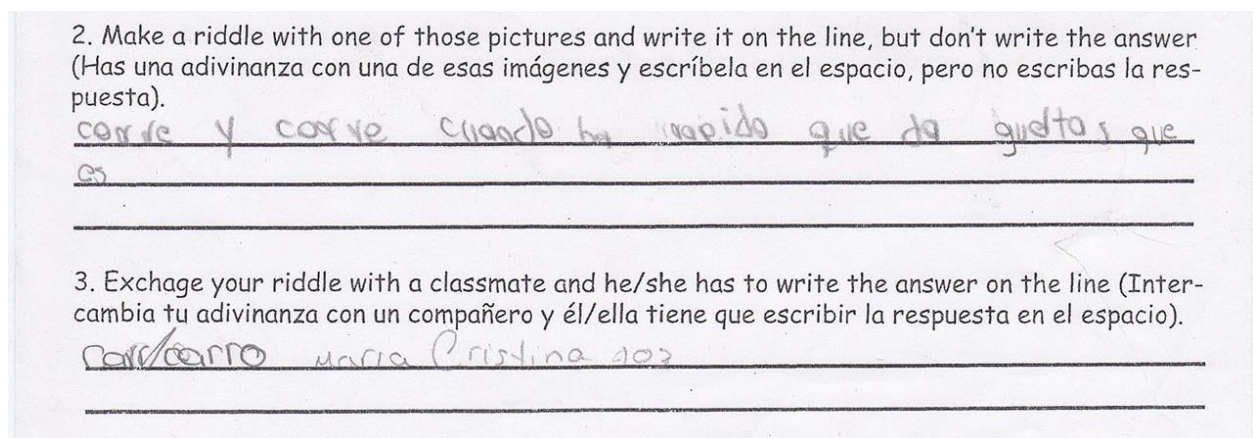 2. Make a riddle with one of those pictures and write it on the line, but don't write the answer
(Has una adivinanza con una de esas imágenes y escríbela en el espacio, pero no escribas la res-
puesta).
corre y corre cuando ba rapido que da gueltas que
es
3. Exchage your riddle with a classmate and he/she has to write the answer on the line (Inter-
cambia tu adivinanza con un compañero y él/ella tiene que escribir la respuesta en el espacio).
car/carro maria Cristina 102